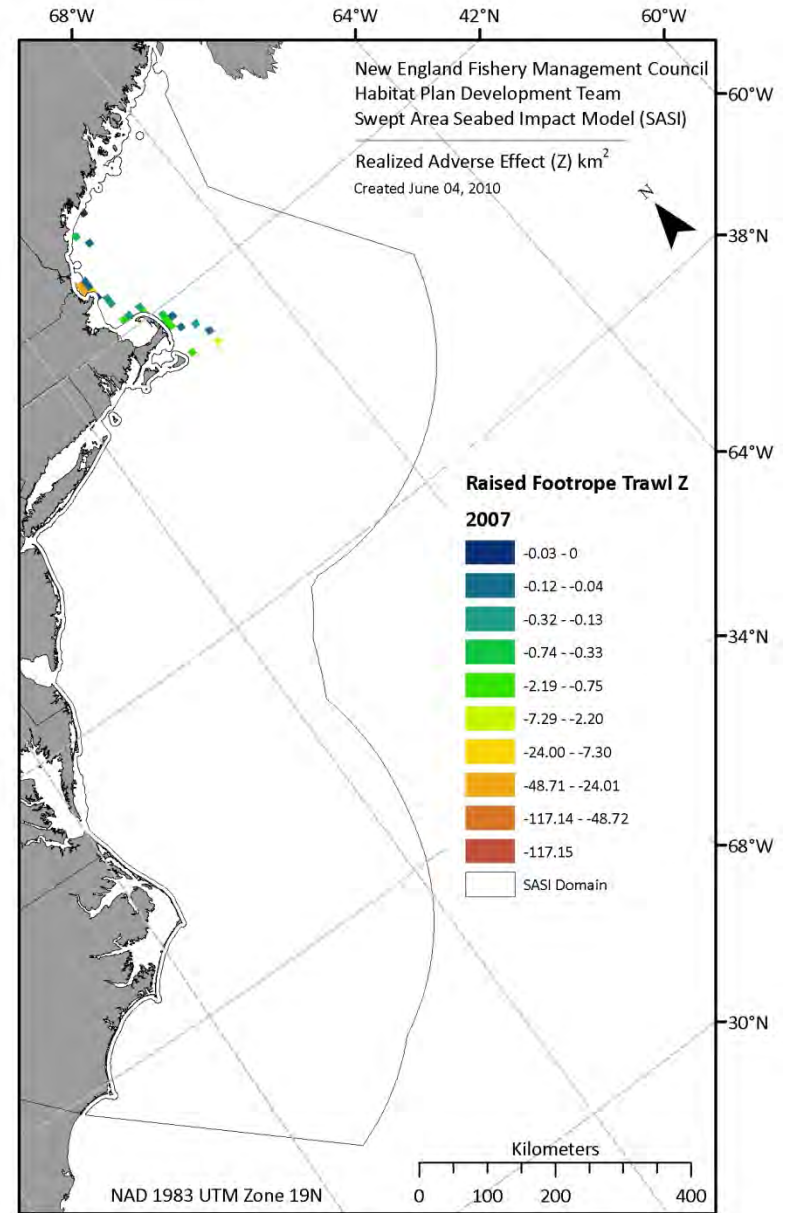 68°W 64°W 42°N 60°W
New England Fishery Management Council
Habitat Plan Development Team
Swept Area Seabed Impact Model (SASI)
Realized Adverse Effect (Z) km²
Created June 04, 2010
60°W
N
38°N
64°W
Raised Footrope Trawl Z
2007
-0.03 - 0
-0.12 - -0.04
-0.32 - -0.13
-0.74 - -0.33
34°N
-2.19 - -0.75
-7.29 - -2.20
-24.00 - -7.30
-48.71 - -24.01
-117.14 - -48.72
68°W
-117.15
SASI Domain
30°N
Kilometers
0 100 200 400
NAD 1983 UTM Zone 19N